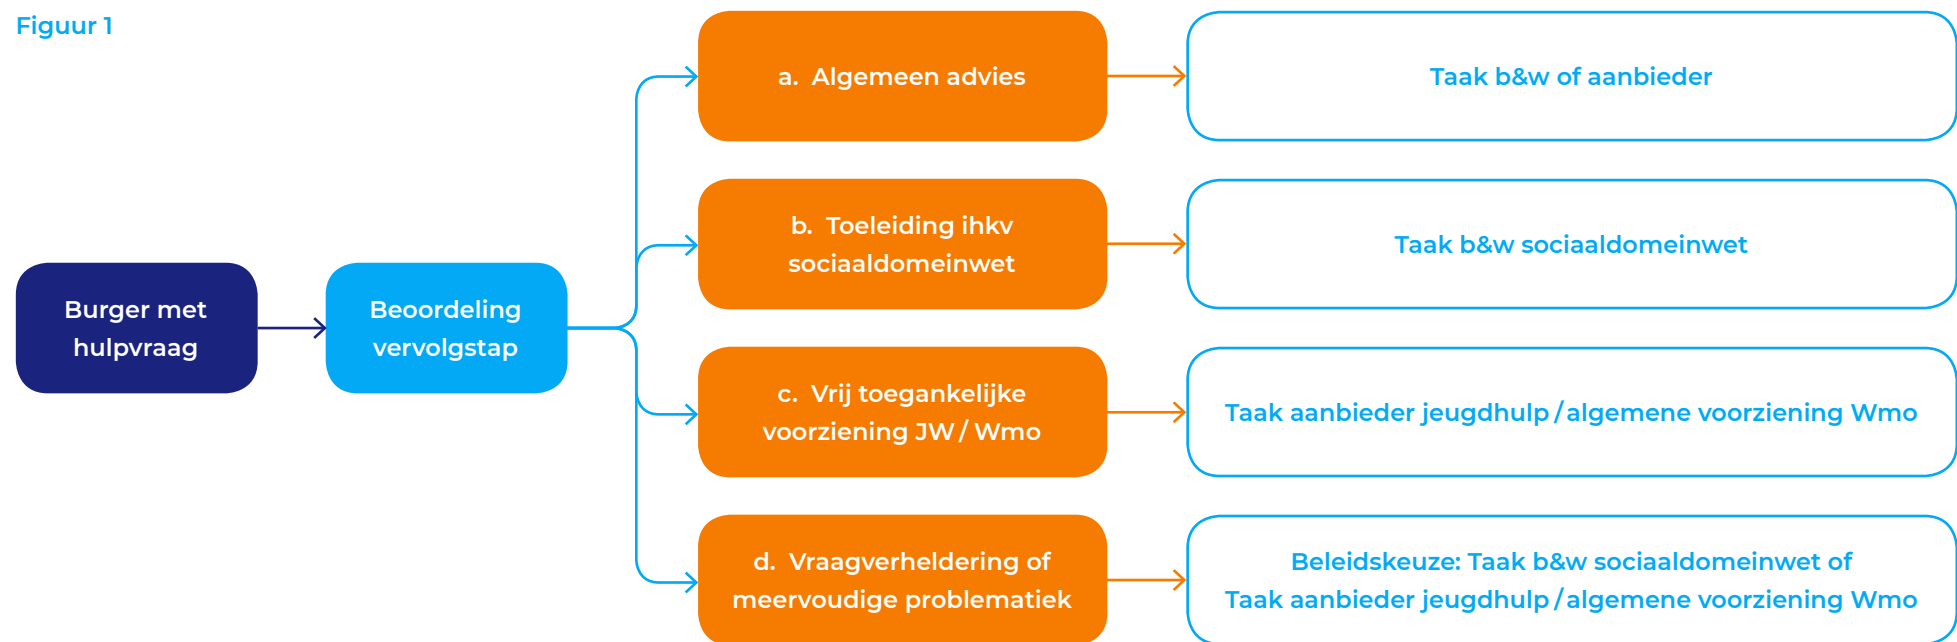 Figuur 1
Burger met
hulpvraag
Beoordeling
vervolgstap
a. Algemeen advies
Taak b&w of aanbieder
b. Toeleiding ihkv
sociaaldomeinwet
Taak b&w sociaaldomeinwet
c. Vrij toegankelijke
voorziening JW / Wmo
Taak aanbieder jeugdhulp / algemene voorziening Wmo
d. Vraagverheldering of
meervoudige problematiek
Beleidskeuze: Taak b&w sociaaldomeinwet of
Taak aanbieder jeugdhulp / algemene voorziening Wmo